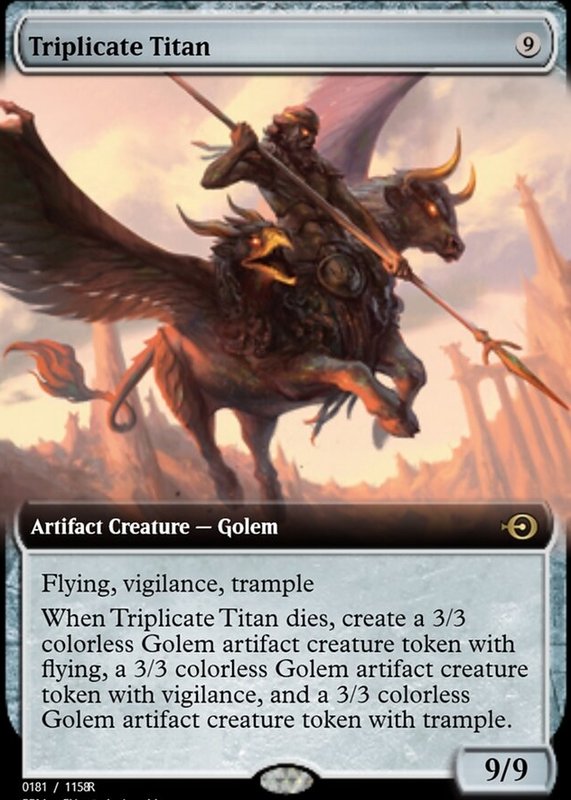 Triplicate Titan 9
Artifact Creature — Golem
Flying, vigilance, trample
When Triplicate Titan dies, create a 3/3
colorless Golem artifact creature token with
flying, a 3/3 colorless Golem artifact creature
token with vigilance, and a 3/3 colorless
Golem artifact creature token with trample.
9/9
0181 / 1158R